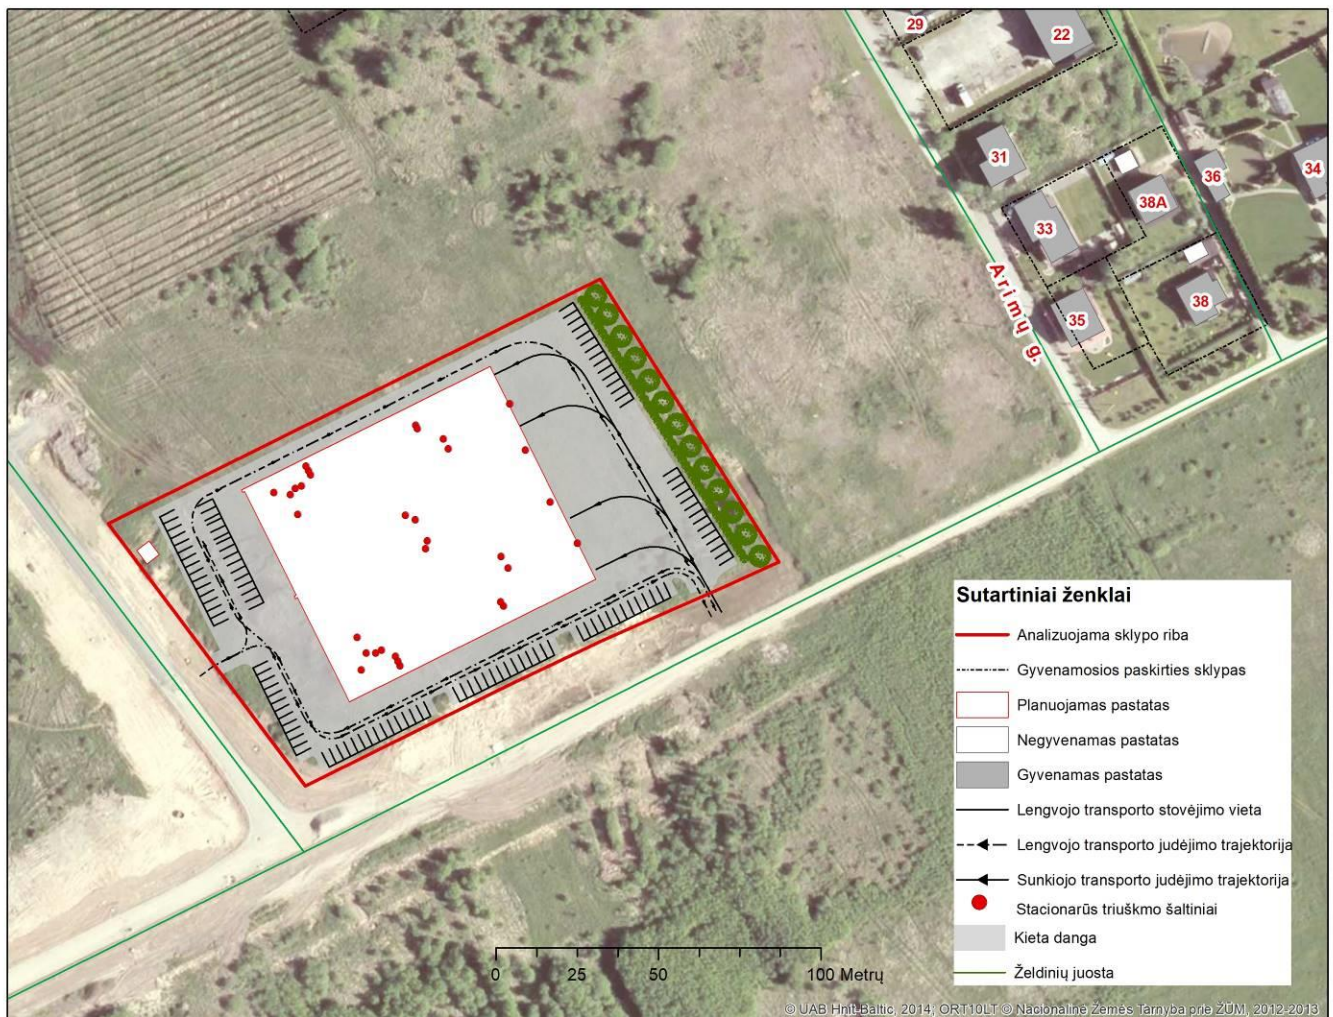 29
22
31
36
34
38A
33
38
35
Arimų g.
Sutartiniai ženklai
Analizuojama sklypo riba
Gyvenamosios paskirties sklypas
Planuojamas pastatas
Negyvenamas pastatas
Gyvenamas pastatas
Lengvojo transporto stovėjimo vieta
Lengvojo transporto judėjimo trajektorija
Sunkiojo transporto judėjimo trajektorija
Stacionarūs triuškmo šaltiniai
Kieta danga
Želdinių juosta
0 25 50 100 Metrų
© UAB Hnit-Baltic, 2014; ORT10LT © Nacionalinė Žemės Tarnyba prie ŽŪM, 2012-2013